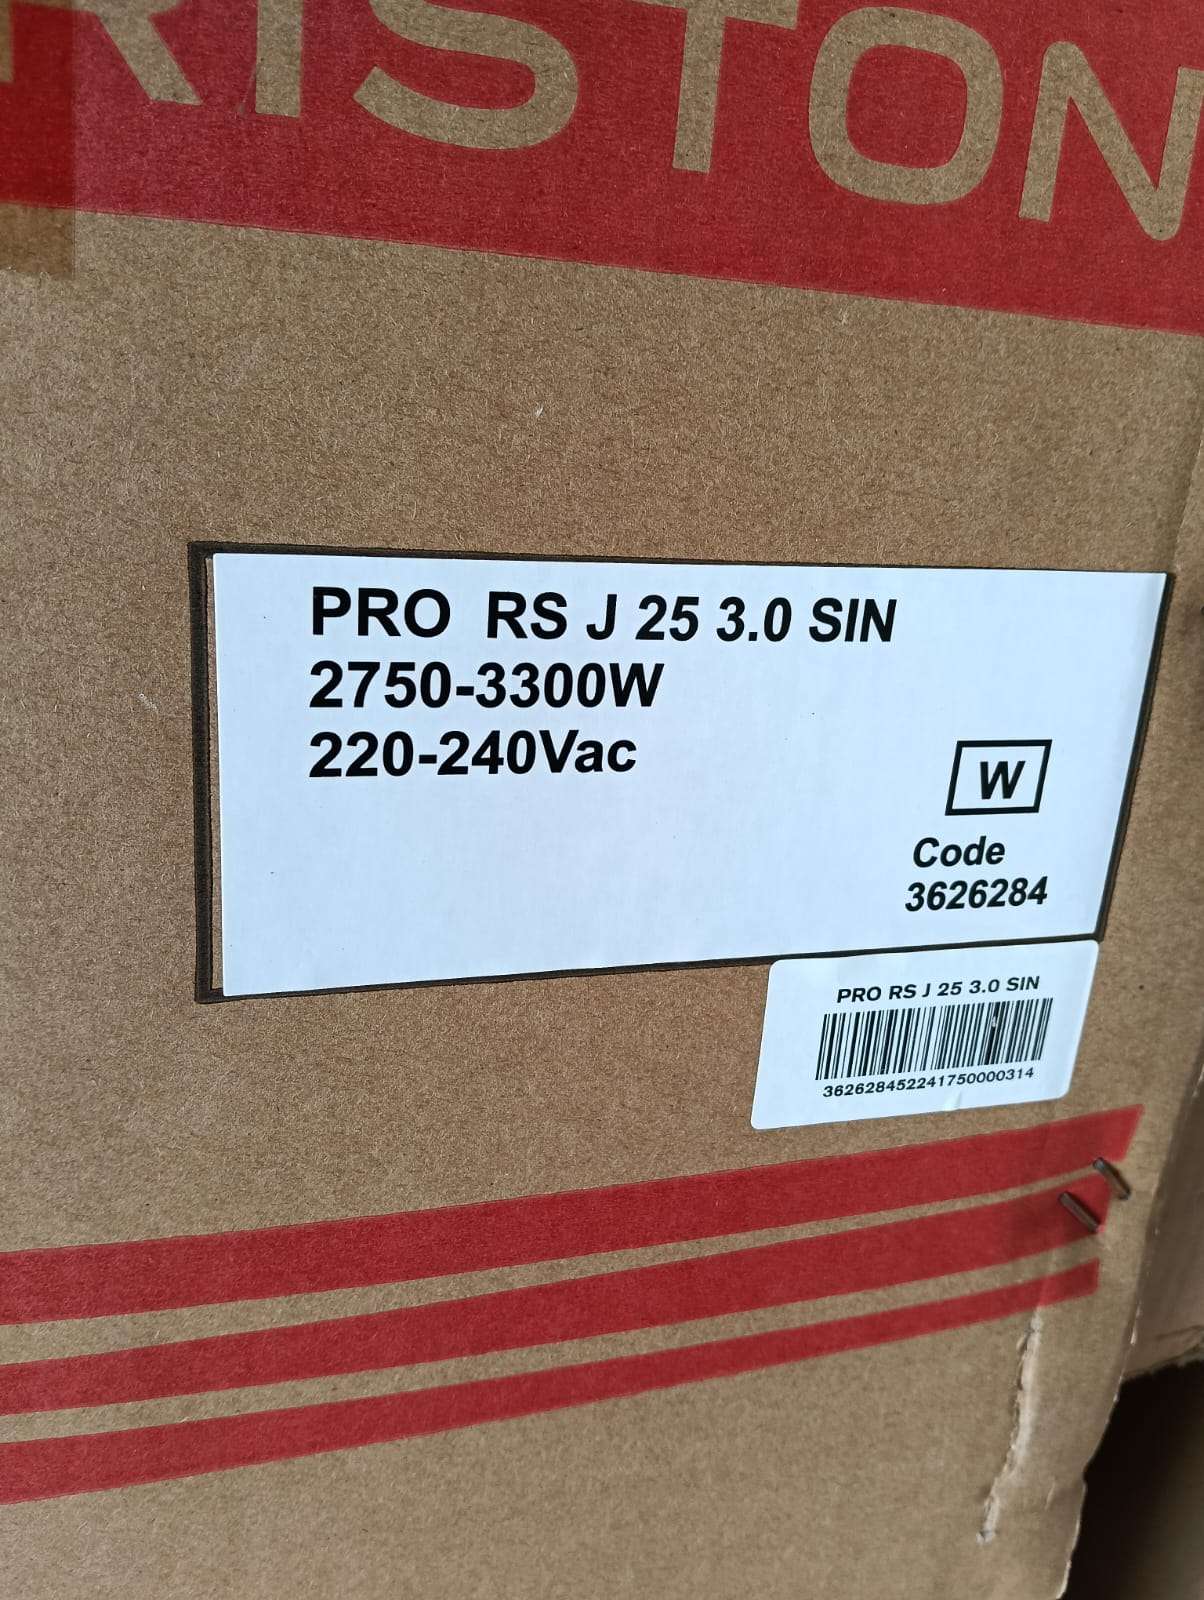 RISTON
PRO RS J 25 3.0 SIN
2750-3300W
220-240Vac
W
Code
3626284
PRO RS J 25 3.0 SIN
362628452241750000314